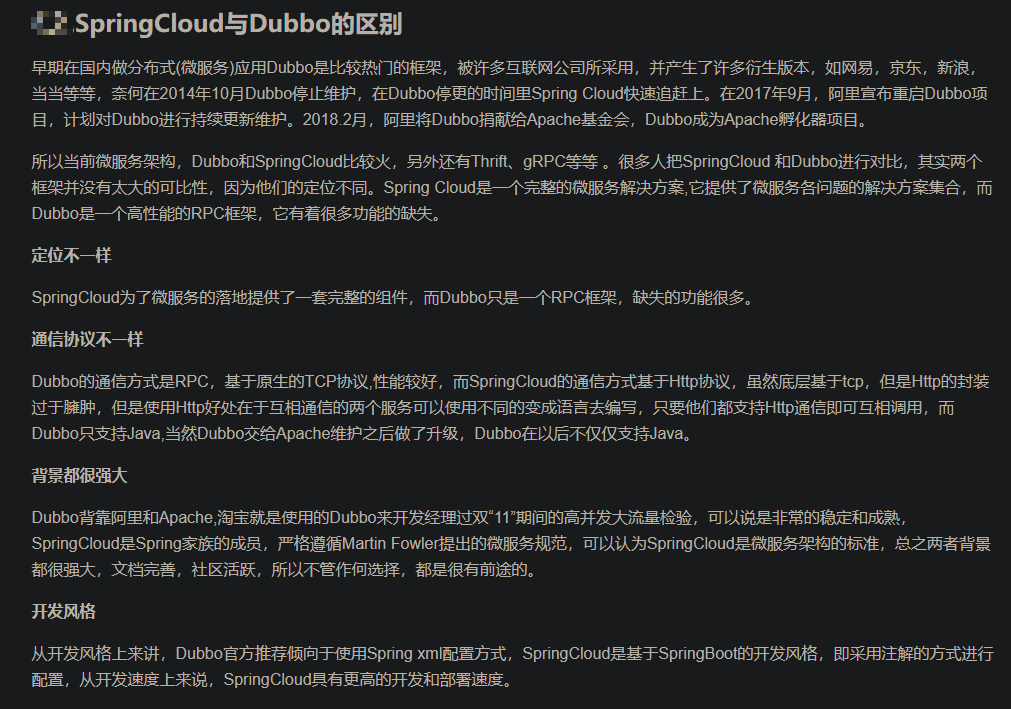 SpringCloud与Dubbo的区别
早期在国内做分布式(微服务)应用Dubbo是比较热门的框架，被许多互联网公司所采用，并产生了许多衍生版本，如网易，京东，新浪，
当当等等，奈何在2014年10月Dubbo停止维护，在Dubbo停更的时间里Spring Cloud快速追赶上。在2017年9月，阿里宣布重启Dubbo项
目，计划对Dubbo进行持续更新维护。2018.2月，阿里将Dubbo捐献给Apache基金会，Dubbo成为Apache孵化器项目。
所以当前微服务架构，Dubbo和SpringCloud比较火，另外还有Thrift、gRPC等等 。很多人把SpringCloud 和Dubbo进行对比，其实两个
框架并没有太大的可比性，因为他们的定位不同。Spring Cloud是一个完整的微服务解决方案,它提供了微服务各问题的解决方案集合，而
Dubbo是一个高性能的RPC框架，它有着很多功能的缺失。
定位不一样
SpringCloud为了微服务的落地提供了一套完整的组件，而Dubbo只是一个RPC框架，缺失的功能很多。
通信协议不一样
Dubbo的通信方式是RPC，基于原生的TCP协议,性能较好，而SpringCloud的通信方式基于Http协议，虽然底层基于tcp，但是Http的封装
过于臃肿，但是使用Http好处在于互相通信的两个服务可以使用不同的变成语言去编写，只要他们都支持Http通信即可互相调用，而
Dubbo只支持Java,当然Dubbo交给Apache维护之后做了升级，Dubbo在以后不仅仅支持Java。
背景都很强大
Dubbo背靠阿里和Apache,淘宝就是使用的Dubbo来开发经理过双“11”期间的高并发大流量检验，可以说是非常的稳定和成熟，
SpringCloud是Spring家族的成员，严格遵循Martin Fowler提出的微服务规范，可以认为SpringCloud是微服务架构的标准，总之两者背景
都很强大，文档完善，社区活跃，所以不管作何选择，都是很有前途的。
开发风格
从开发风格上来讲，Dubbo官方推荐倾向于使用Spring xml配置方式，SpringCloud是基于SpringBoot的开发风格，即采用注解的方式进行
配置，从开发速度上来说，SpringCloud具有更高的开发和部署速度。